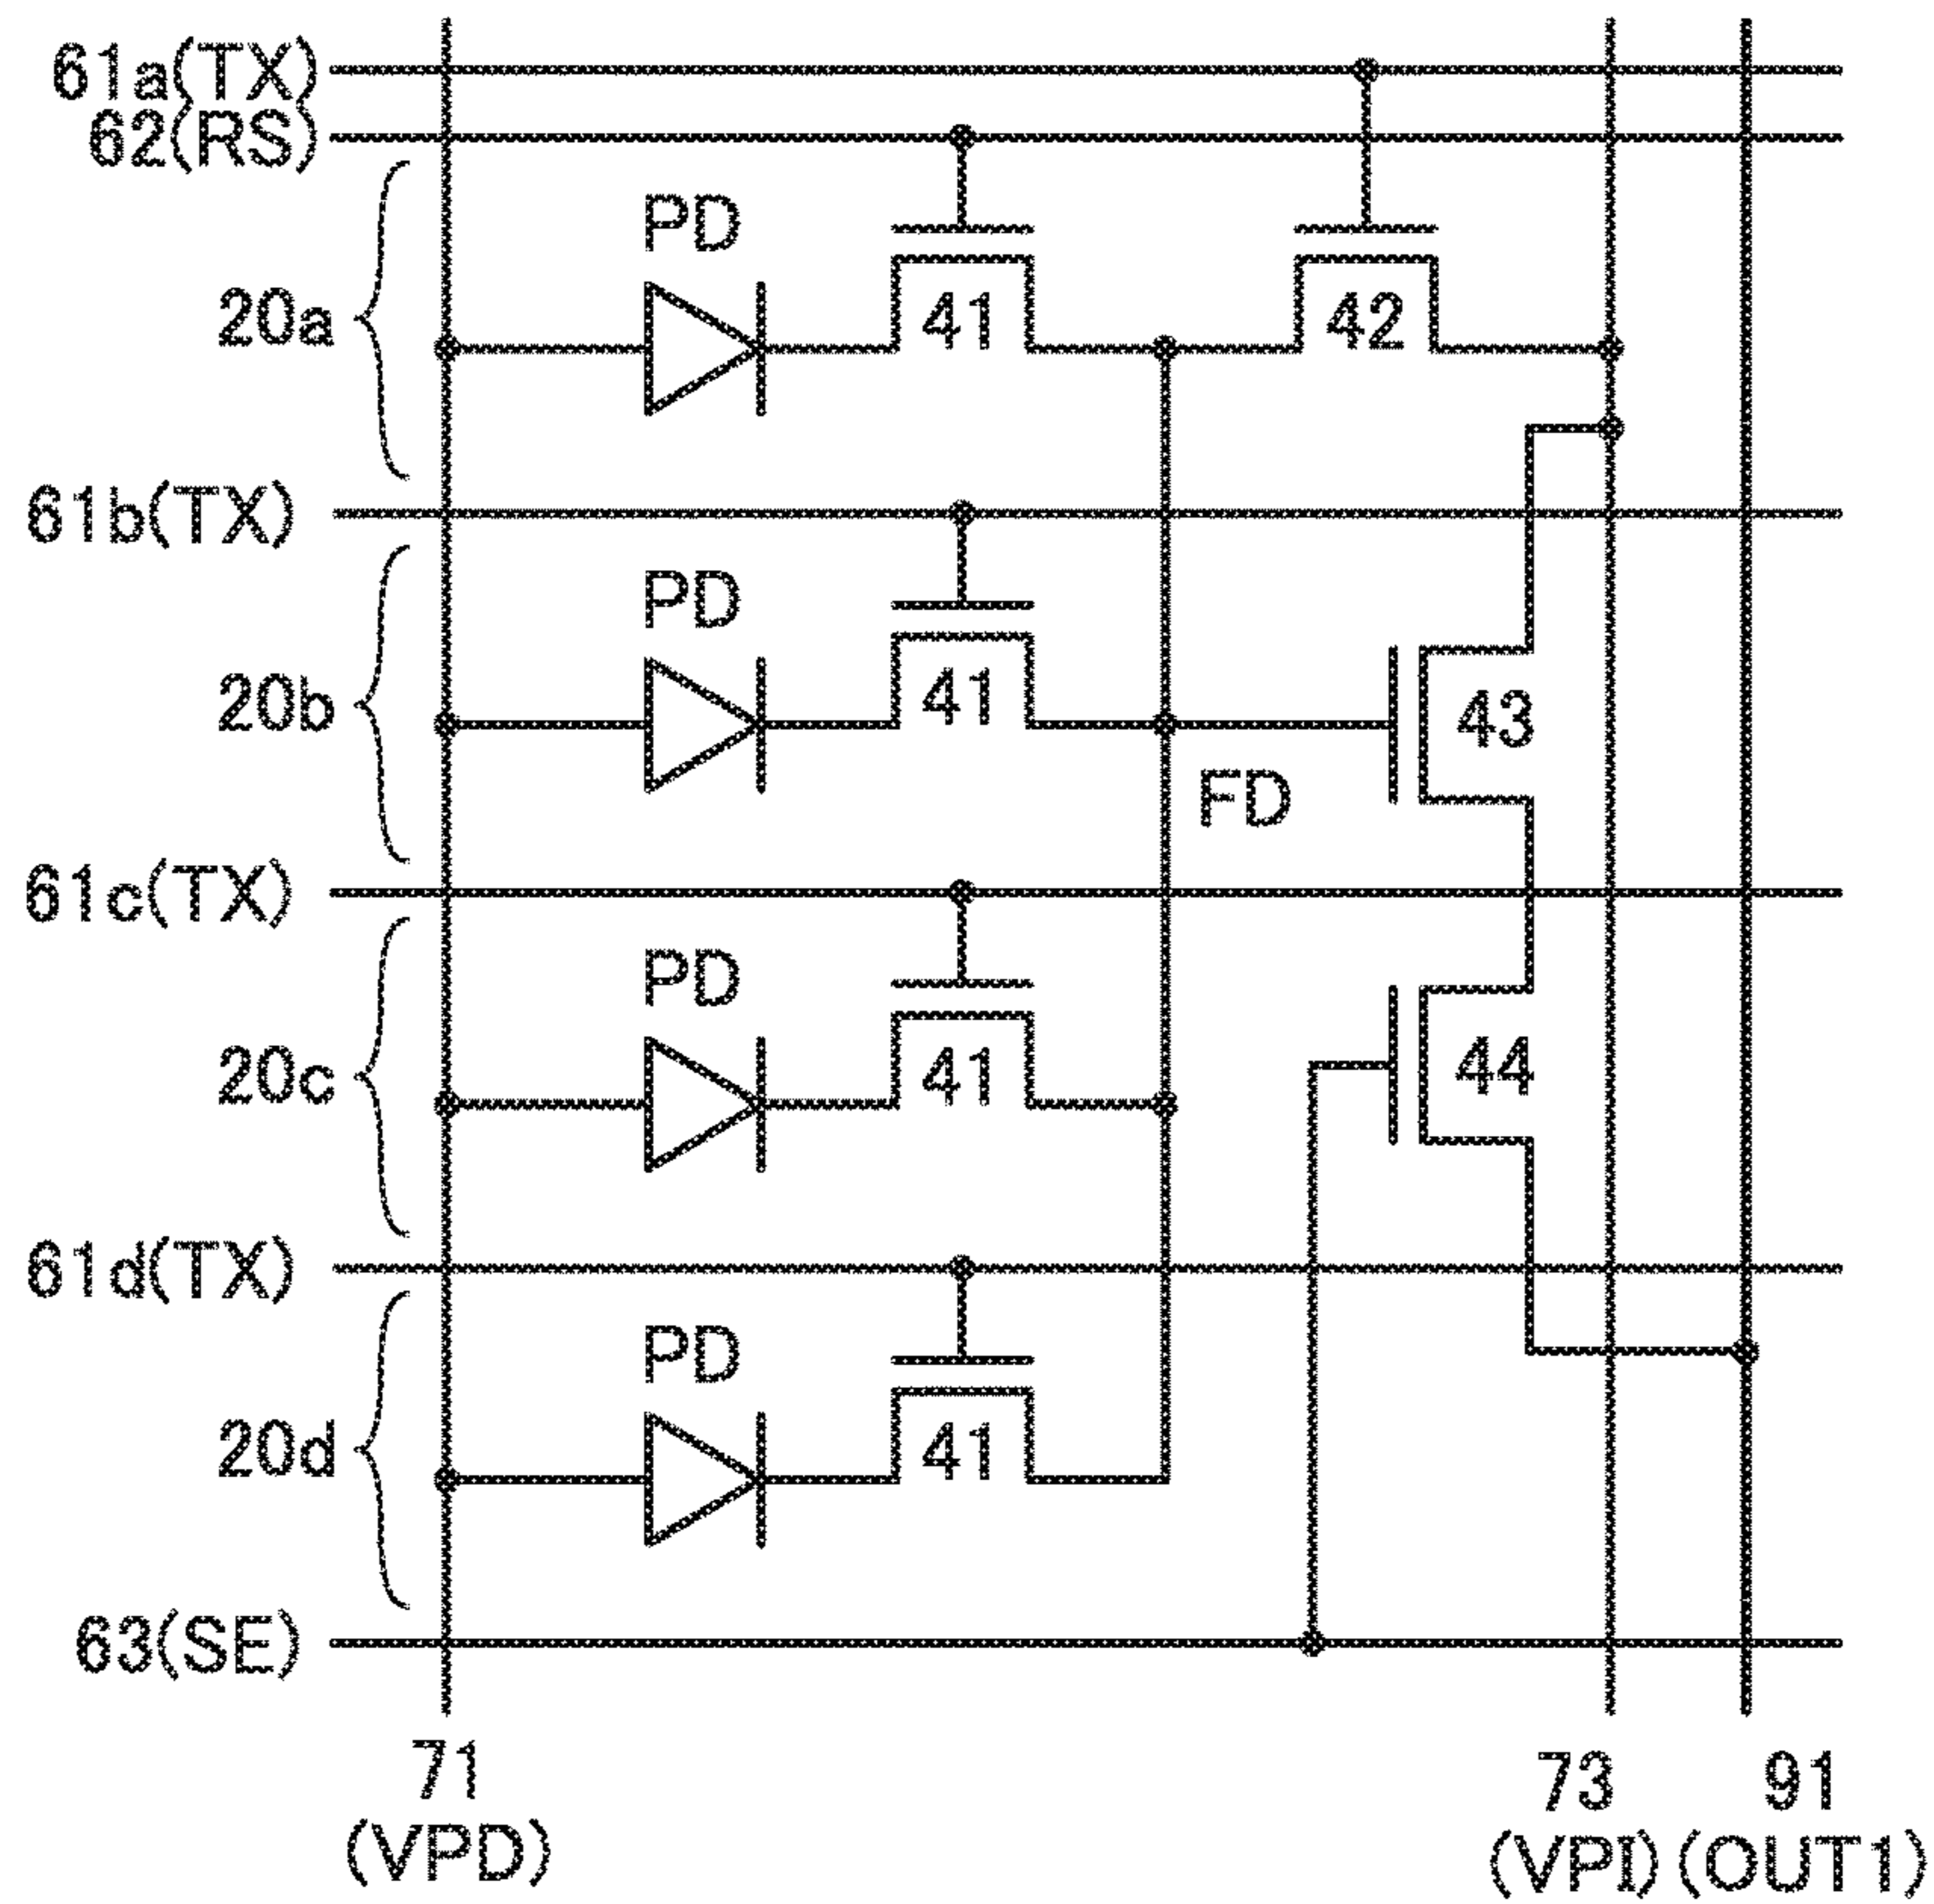 61a(TX)
62(RS)
PD
20a
41
42
61b(TX)
PD
20b
41
43
FD
61c(TX)
PD
20c
41
44
61d(TX)
PD
20d
41
63(SE)
71
(VPD)
73
(VPI)
91
(OUT1)